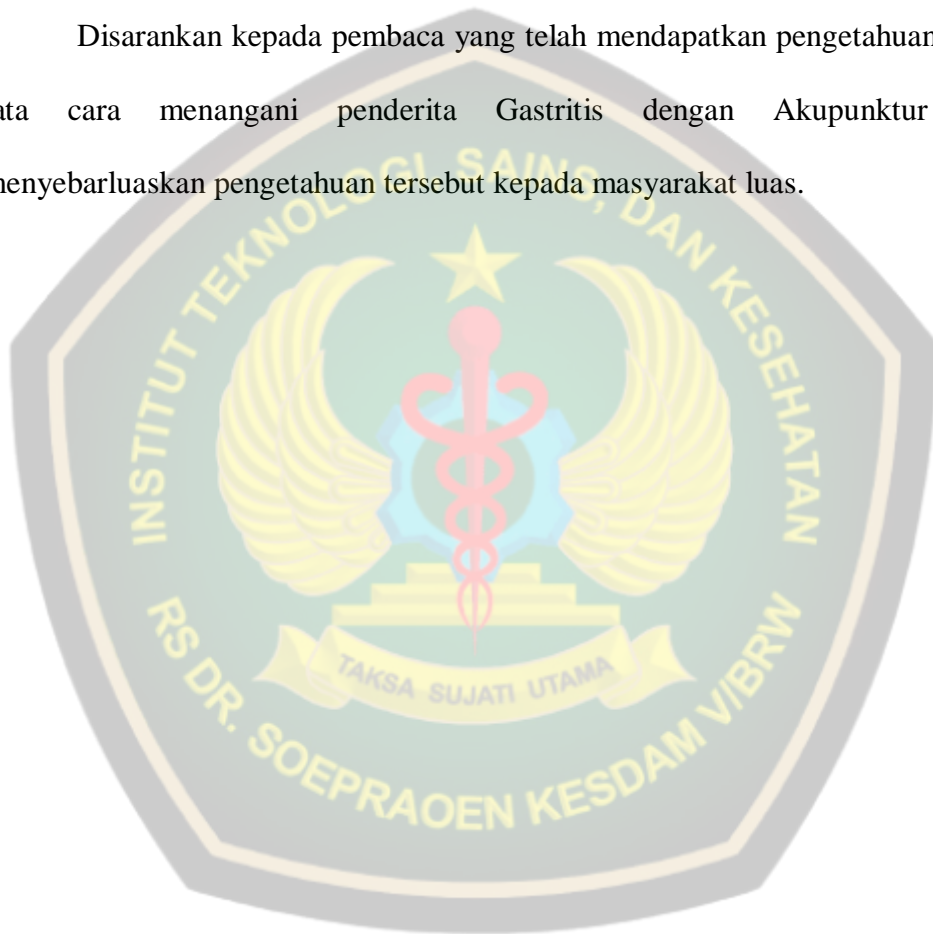 Disarankan kepada pembaca yang telah mendapatkan pengetahuan
ata cara menangani penderita Gastritis dengan Akupunktur
menyebarluaskan pengetahuan tersebut kepada masyarakat luas.
INSTITUT TEKNOLOGI, SAINS, DAN KESEHATAN
TAKSA SUJATI UTAMA
RS DR. SOEPRAOEN KESDAM V/BRW